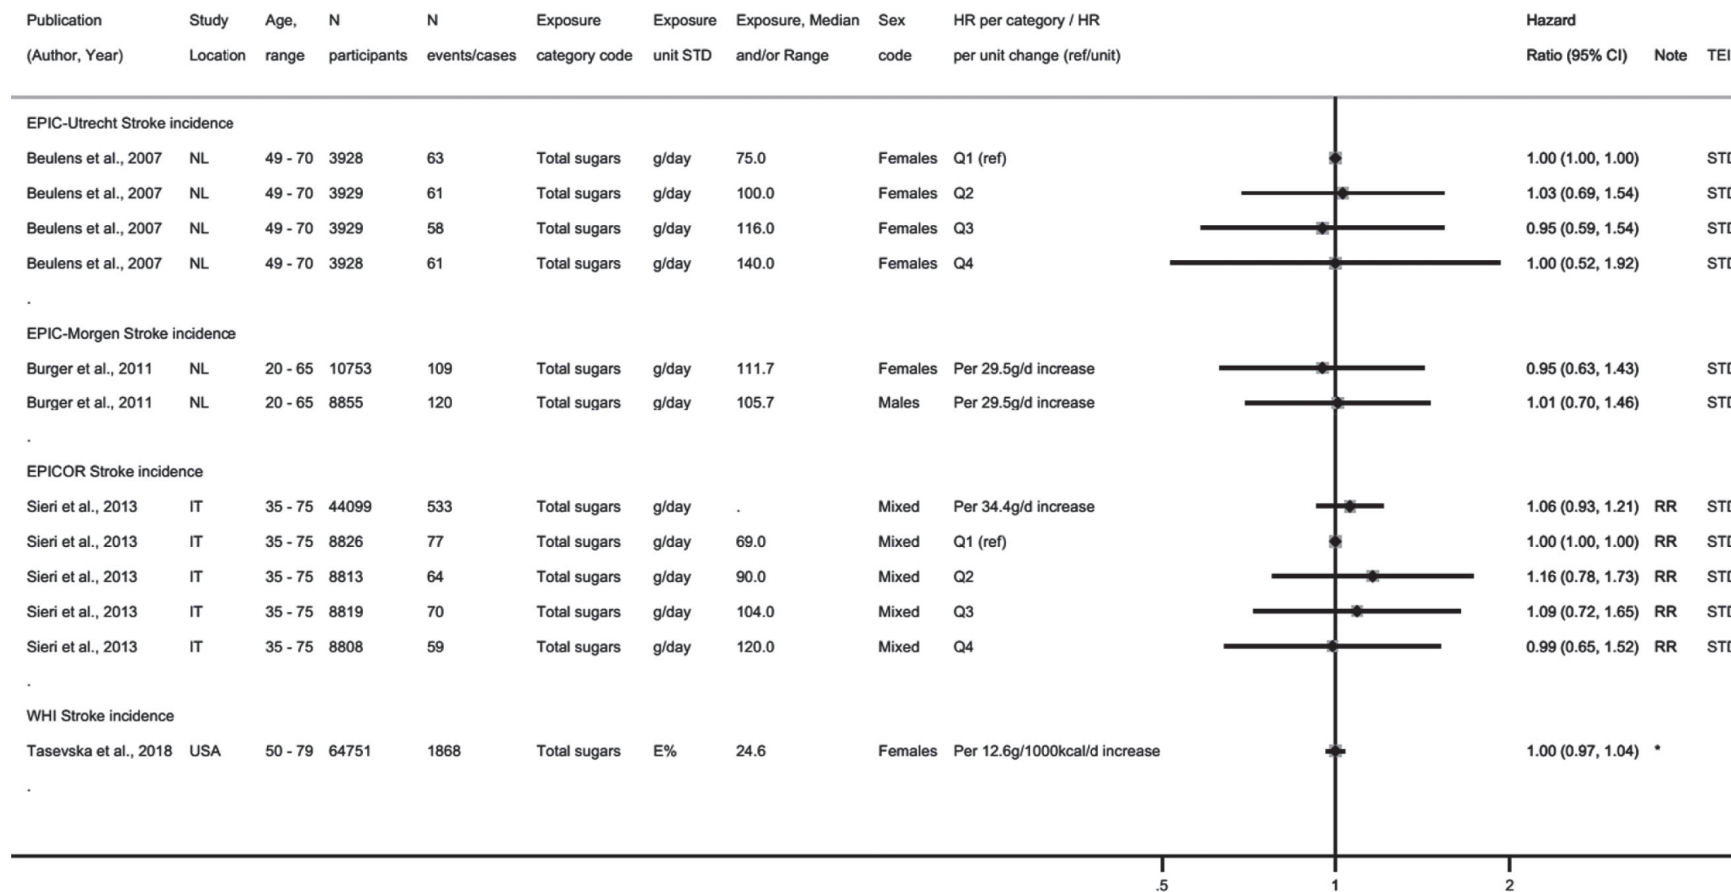 Publication Study Age, N N Exposure Exposure Exposure, Median Sex HR per category / HR Hazard
(Author, Year) Location range participants events/cases category code unit STD and/or Range code per unit change (ref/unit) Ratio (95% CI) Note TEI
EPIC-Utrecht Stroke incidence
Beulens et al., 2007 NL 49 - 70 3928 63 Total sugars g/day 75.0 Females Q1 (ref) 1.00 (1.00, 1.00) STD
Beulens et al., 2007 NL 49 - 70 3929 61 Total sugars g/day 100.0 Females Q2 1.03 (0.69, 1.54) STD
Beulens et al., 2007 NL 49 - 70 3929 58 Total sugars g/day 116.0 Females Q3 0.95 (0.59, 1.54) STD
Beulens et al., 2007 NL 49 - 70 3928 61 Total sugars g/day 140.0 Females Q4 1.00 (0.52, 1.92) STD
.
EPIC-Morgen Stroke incidence
Burger et al., 2011 NL 20 - 65 10753 109 Total sugars g/day 111.7 Females Per 29.5g/d increase 0.95 (0.63, 1.43) STD
Burger et al., 2011 NL 20 - 65 8855 120 Total sugars g/day 105.7 Males Per 29.5g/d increase 1.01 (0.70, 1.46) STD
.
EPICOR Stroke incidence
Sieri et al., 2013 IT 35 - 75 44099 533 Total sugars g/day . Mixed Per 34.4g/d increase 1.06 (0.93, 1.21) RR STD
Sieri et al., 2013 IT 35 - 75 8826 77 Total sugars g/day 69.0 Mixed Q1 (ref) 1.00 (1.00, 1.00) RR STD
Sieri et al., 2013 IT 35 - 75 8813 64 Total sugars g/day 90.0 Mixed Q2 1.16 (0.78, 1.73) RR STD
Sieri et al., 2013 IT 35 - 75 8819 70 Total sugars g/day 104.0 Mixed Q3 1.09 (0.72, 1.65) RR STD
Sieri et al., 2013 IT 35 - 75 8808 59 Total sugars g/day 120.0 Mixed Q4 0.99 (0.65, 1.52) RR STD
.
WHI Stroke incidence
Tasevska et al., 2018 USA 50 - 79 64751 1868 Total sugars E% 24.6 Females Per 12.6g/1000kcal/d increase 1.00 (0.97, 1.04) *
.
.5 1 2